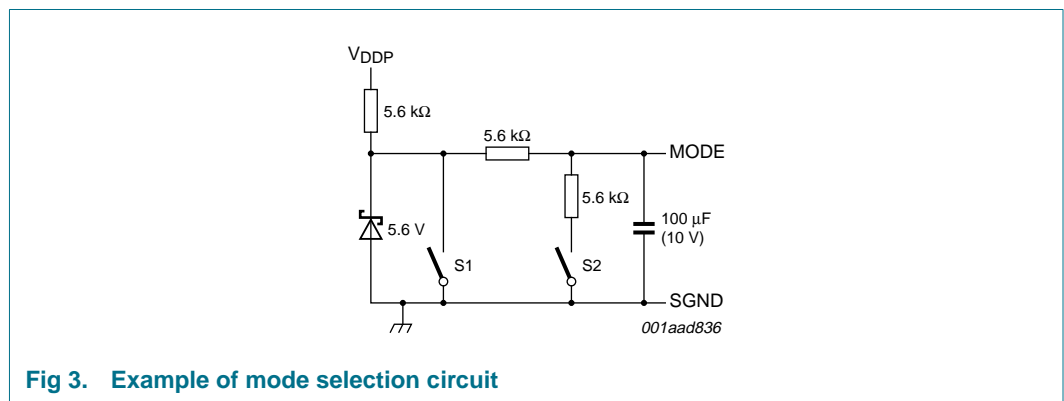 VDDP
5.6 kΩ
5.6 kΩ
MODE
5.6 kΩ
5.6 V
100 μF
(10 V)
S1
S2
SGND
001aad836
Fig 3. Example of mode selection circuit